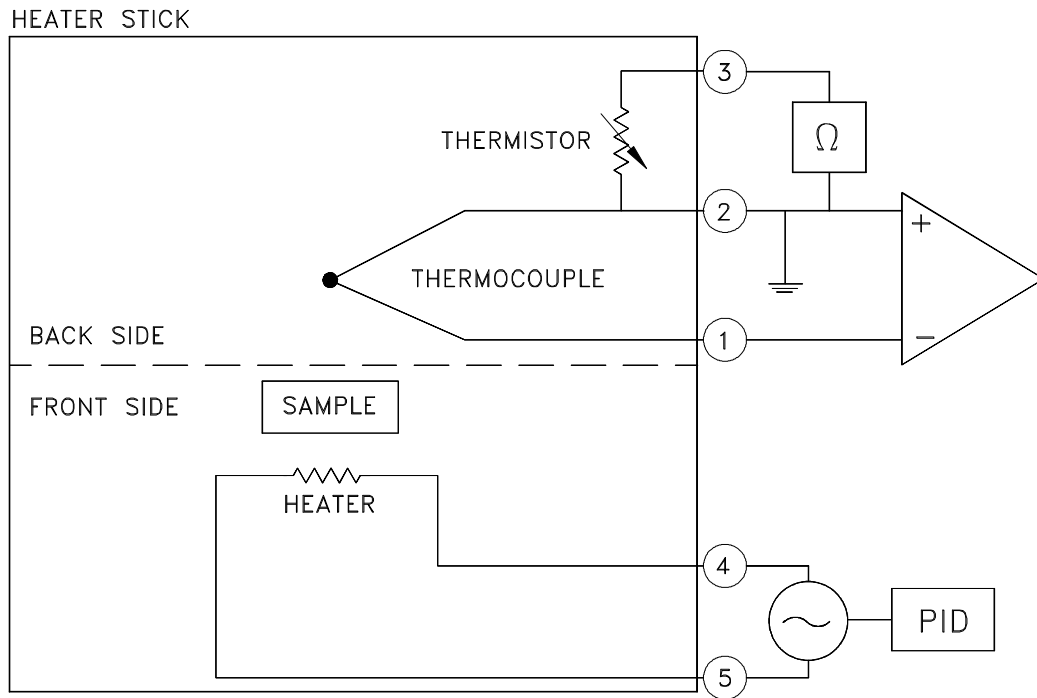 HEATER STICK
3
THERMISTOR
Ω
2
+
THERMOCOUPLE
1
−
BACK SIDE
FRONT SIDE
SAMPLE
HEATER
4
PID
5